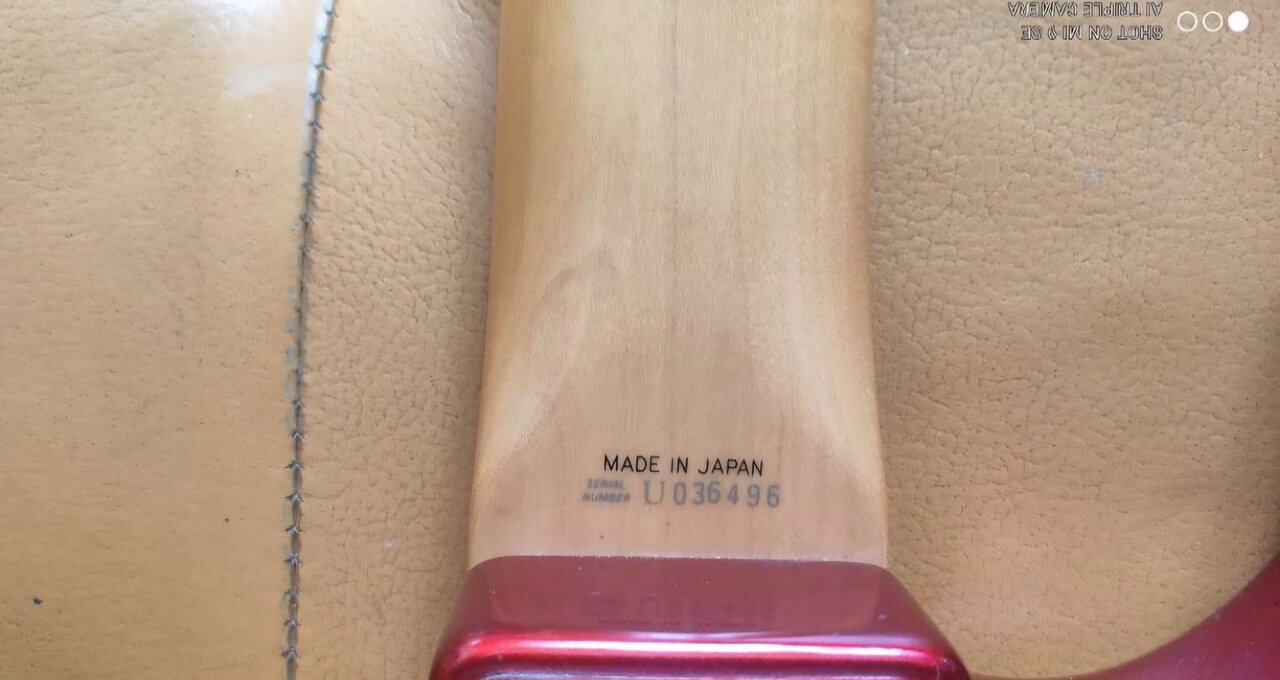 SHOT ON MI 9 SE
AI TRIPLE CAMERA
MADE IN JAPAN
SERIAL
NUMBER U036496